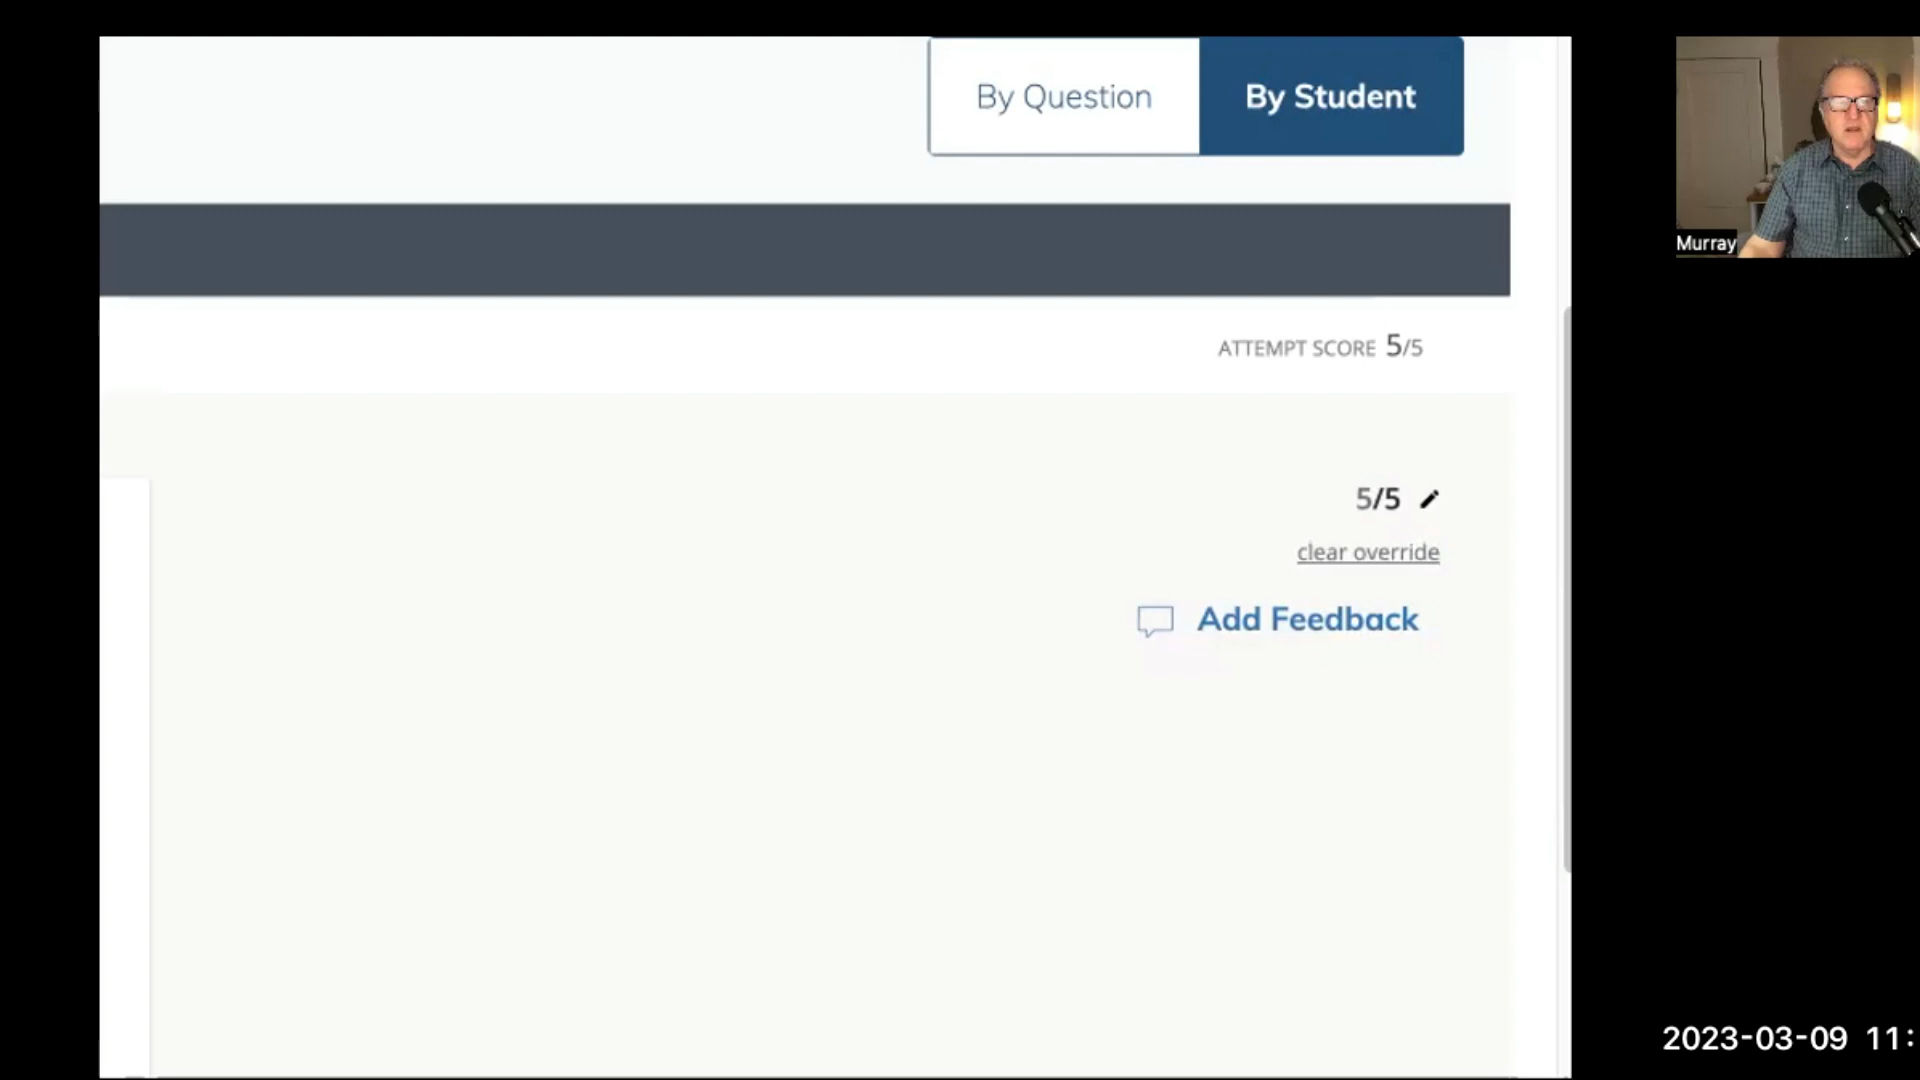 By Question
By Student
Murray
ATTEMPT SCORE 5/5
5/5
clear override
Add Feedback
2023-03-09 11: